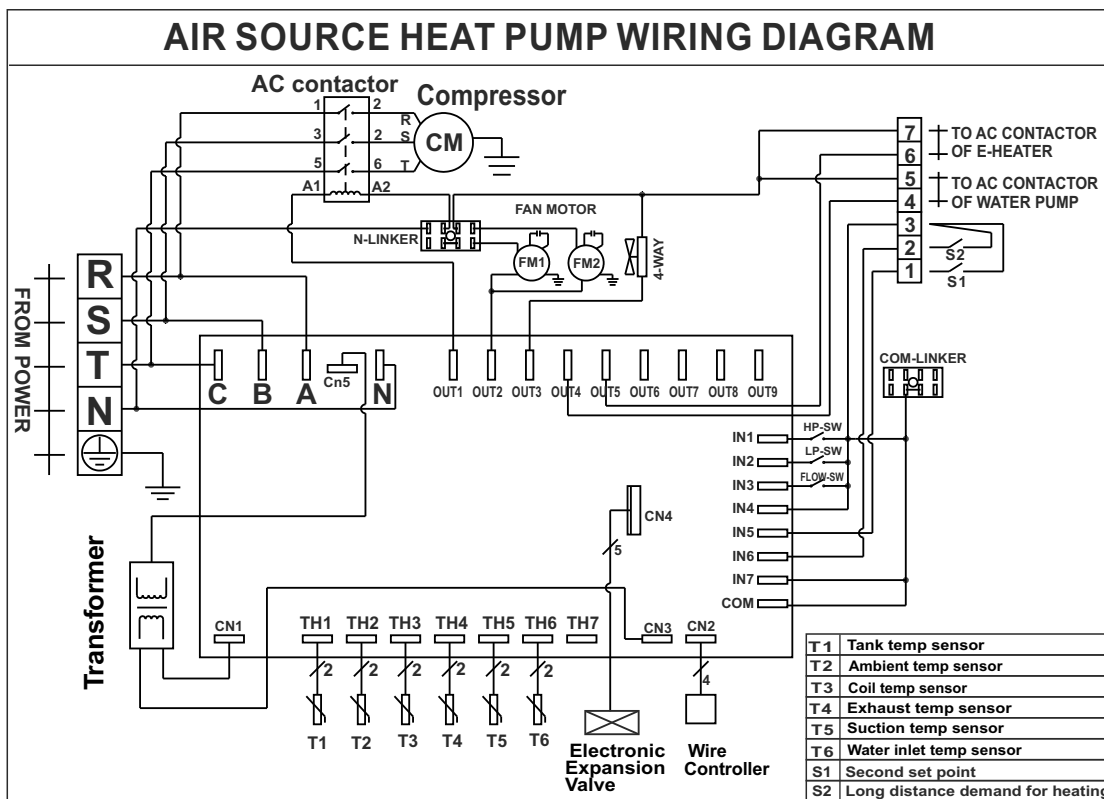 AIR SOURCE HEAT PUMP WIRING DIAGRAM
AC contactor
Compressor
1 2
R
3 2
S
5 6
T
CM
A1 A2
FAN MOTOR
N-LINKER
FM1
FM2
4-WAY
7
6
5
4
3
2
1
TO AC CONTACTOR
OF E-HEATER
TO AC CONTACTOR
OF WATER PUMP
S2
S1
FROM POWER
R
S
T
N
C B A Cn5 N
OUT1 OUT2 OUT3 OUT4 OUT5 OUT6 OUT7 OUT8 OUT9
COM-LINKER
IN1 HP-SW
IN2 LP-SW
IN3 FLOW-SW
IN4
IN5
IN6
IN7
COM
CN4
5
Transformer
CN1 TH1 TH2 TH3 TH4 TH5 TH6 TH7 CN3 CN2
2 2 2 2 2 2 4
T1 T2 T3 T4 T5 T6
Electronic
Expansion
Valve
Wire
Controller
T1 Tank temp sensor
T2 Ambient temp sensor
T3 Coil temp sensor
T4 Exhaust temp sensor
T5 Suction temp sensor
T6 Water inlet temp sensor
S1 Second set point
S2 Long distance demand for heating